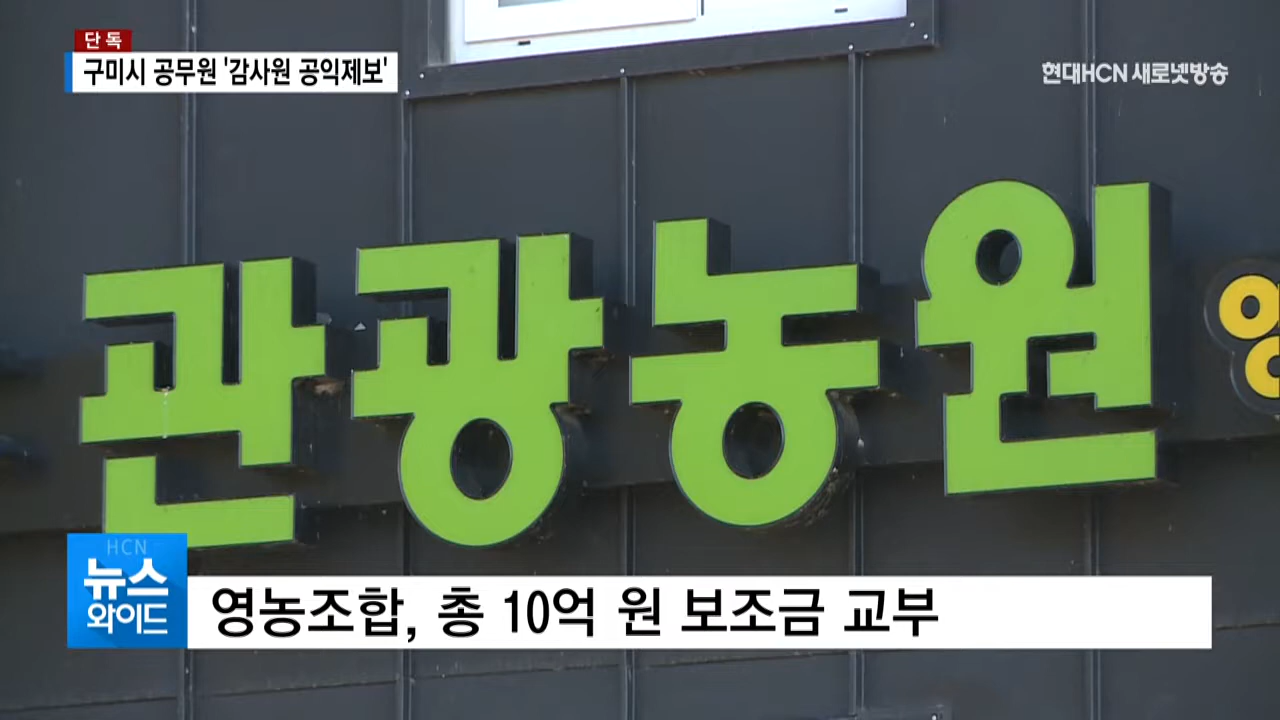 단독
구미시 공무원 '감사원 공익제보'
현대HCN 새로넷방송
관광농원
HCN
뉴스
와이드
영농조합, 총 10억 원 보조금 교부